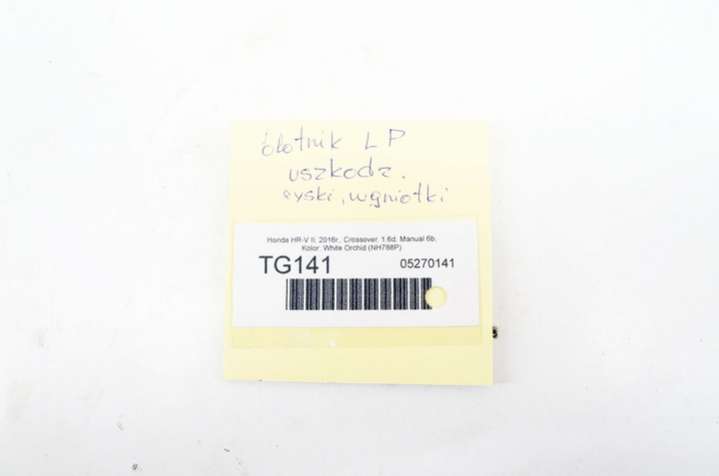 błotnik LP
uszkodz.
ryski, wgniotki
Honda HR-V II, 2016r., Crossover, 1.6d, Manual 6b,
Kolor: White Orchid (NH788P)
TG141 05270141